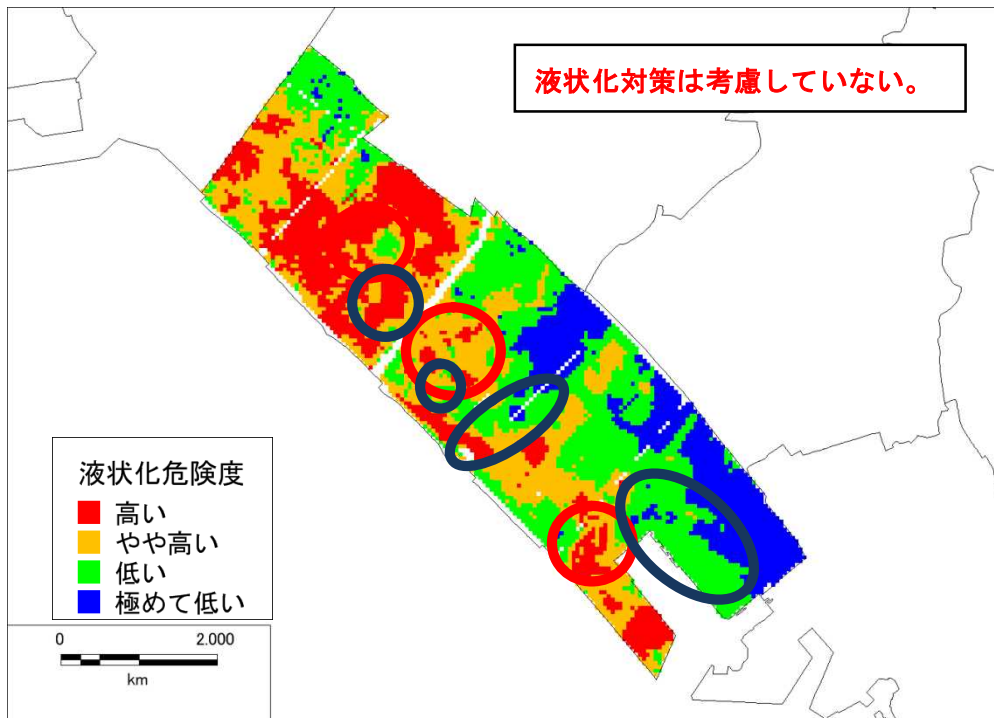 液状化対策は考慮していない。
液状化危険度
高い
やや高い
低い
極めて低い
0 2.000
km